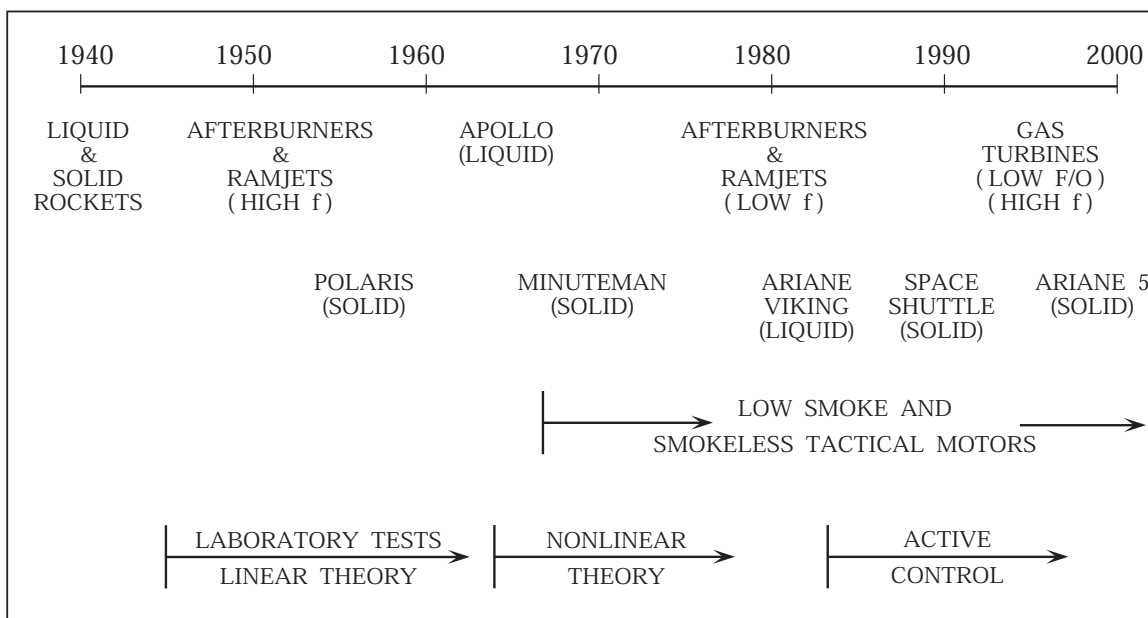 1940 1950 1960 1970 1980 1990 2000
LIQUID
&
SOLID
ROCKETS
AFTERBURNERS
&
RAMJETS
( HIGH f )
APOLLO
(LIQUID)
AFTERBURNERS
&
RAMJETS
( LOW f )
GAS
TURBINES
( LOW F/O )
( HIGH f )
POLARIS
(SOLID)
MINUTEMAN
(SOLID)
ARIANE
VIKING
(LIQUID)
SPACE
SHUTTLE
(SOLID)
ARIANE 5
(SOLID)
LOW SMOKE AND
SMOKELESS TACTICAL MOTORS
LABORATORY TESTS
LINEAR THEORY
NONLINEAR
THEORY
ACTIVE
CONTROL